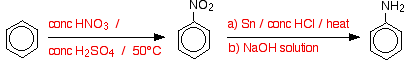 conc HNO₃ /
conc H₂SO₄ / 50°C
NO₂
a) Sn / conc HCl / heat
b) NaOH solution
NH₂